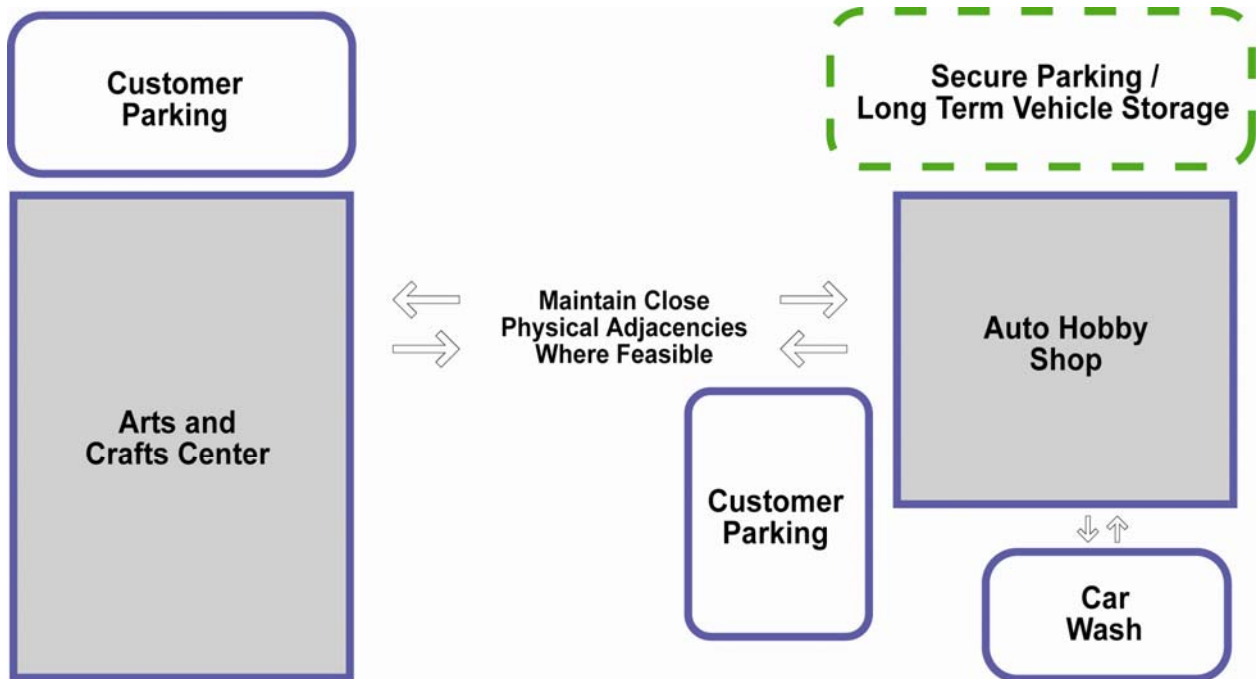 Customer
Parking
Secure Parking /
Long Term Vehicle Storage
Maintain Close
Physical Adjacencies
Where Feasible
Auto Hobby
Shop
Arts and
Crafts Center
Customer
Parking
Car
Wash